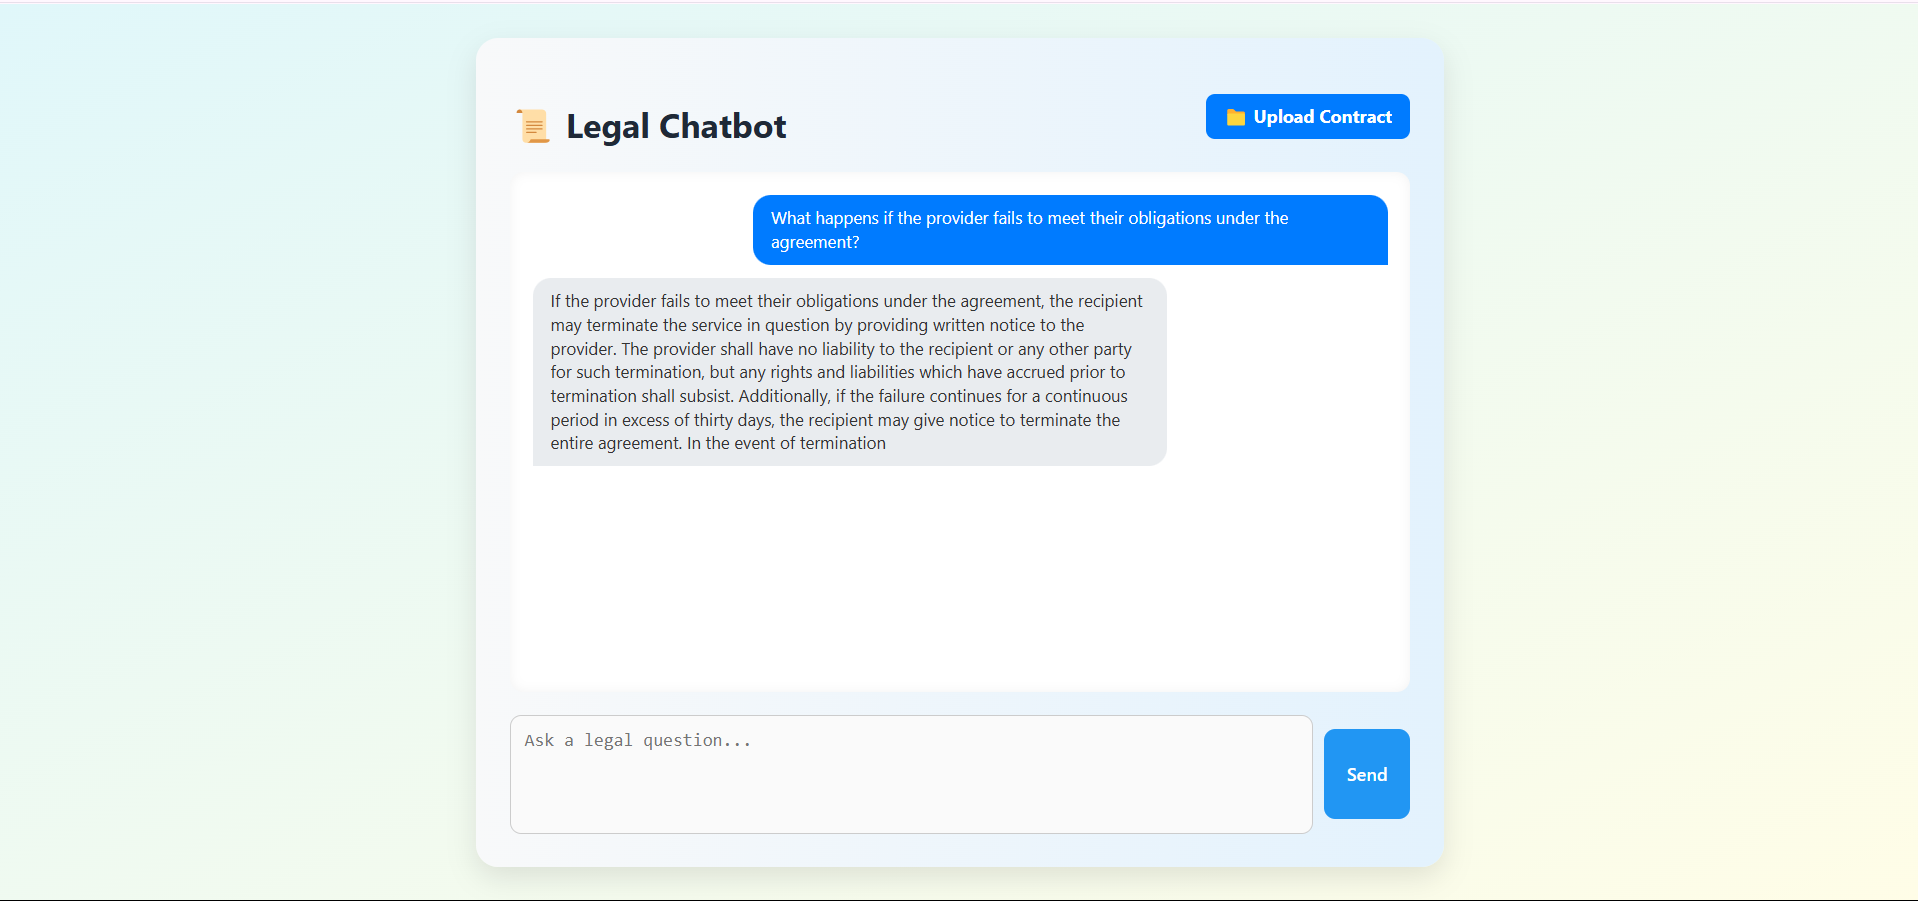 Legal Chatbot
Upload Contract
What happens if the provider fails to meet their obligations under the
agreement?
If the provider fails to meet their obligations under the agreement, the recipient
may terminate the service in question by providing written notice to the
provider. The provider shall have no liability to the recipient or any other party
for such termination, but any rights and liabilities which have accrued prior to
termination shall subsist. Additionally, if the failure continues for a continuous
period in excess of thirty days, the recipient may give notice to terminate the
entire agreement. In the event of termination
Ask a legal question...
Send